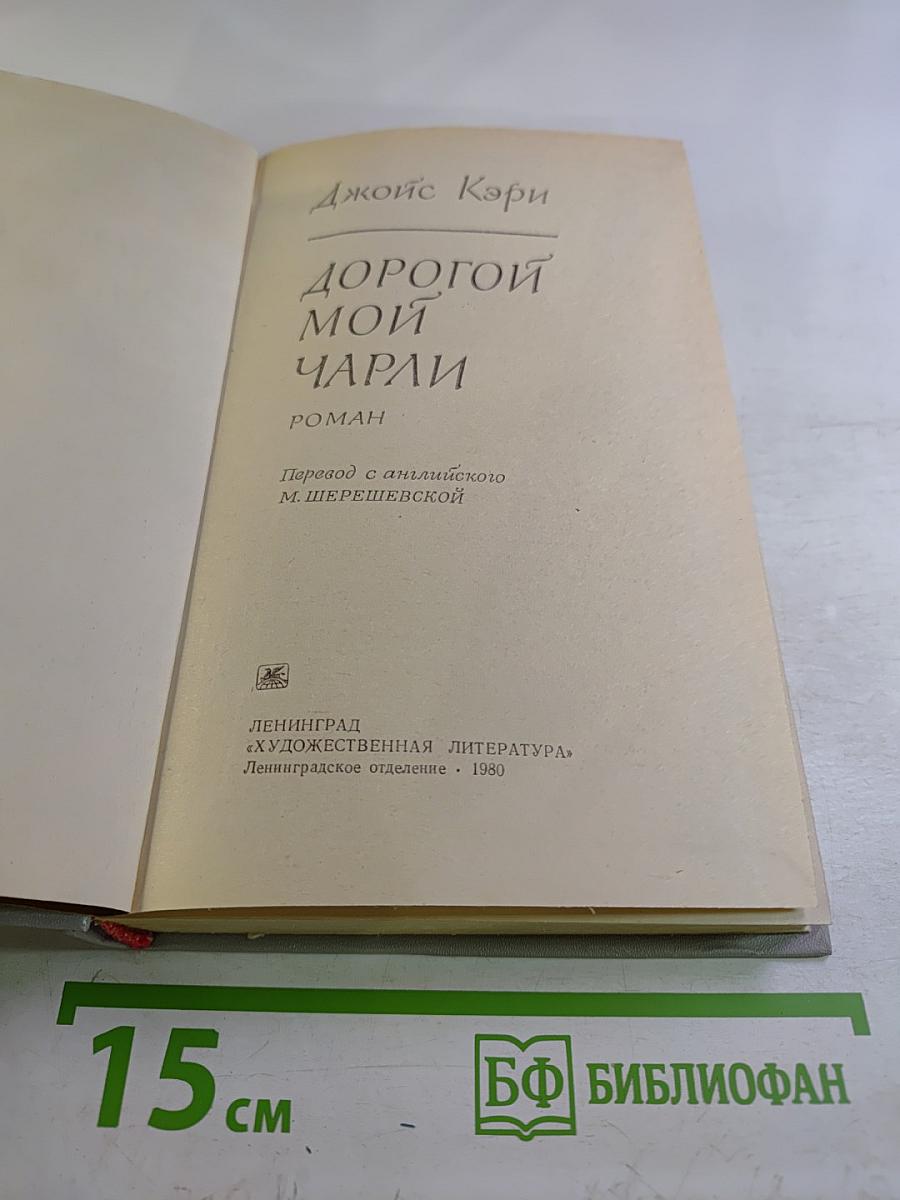 Джойс Кэри
ДОРОГОЙ
МОЙ
ЧАРЛИ
РОМАН
Перевод с английского
М. ШЕРЕШЕВСКОЙ
ЛЕНИНГРАД
«ХУДОЖЕСТВЕННАЯ ЛИТЕРАТУРА»
Ленинградское отделение · 1980
15 см
БФ БИБЛИОФАН